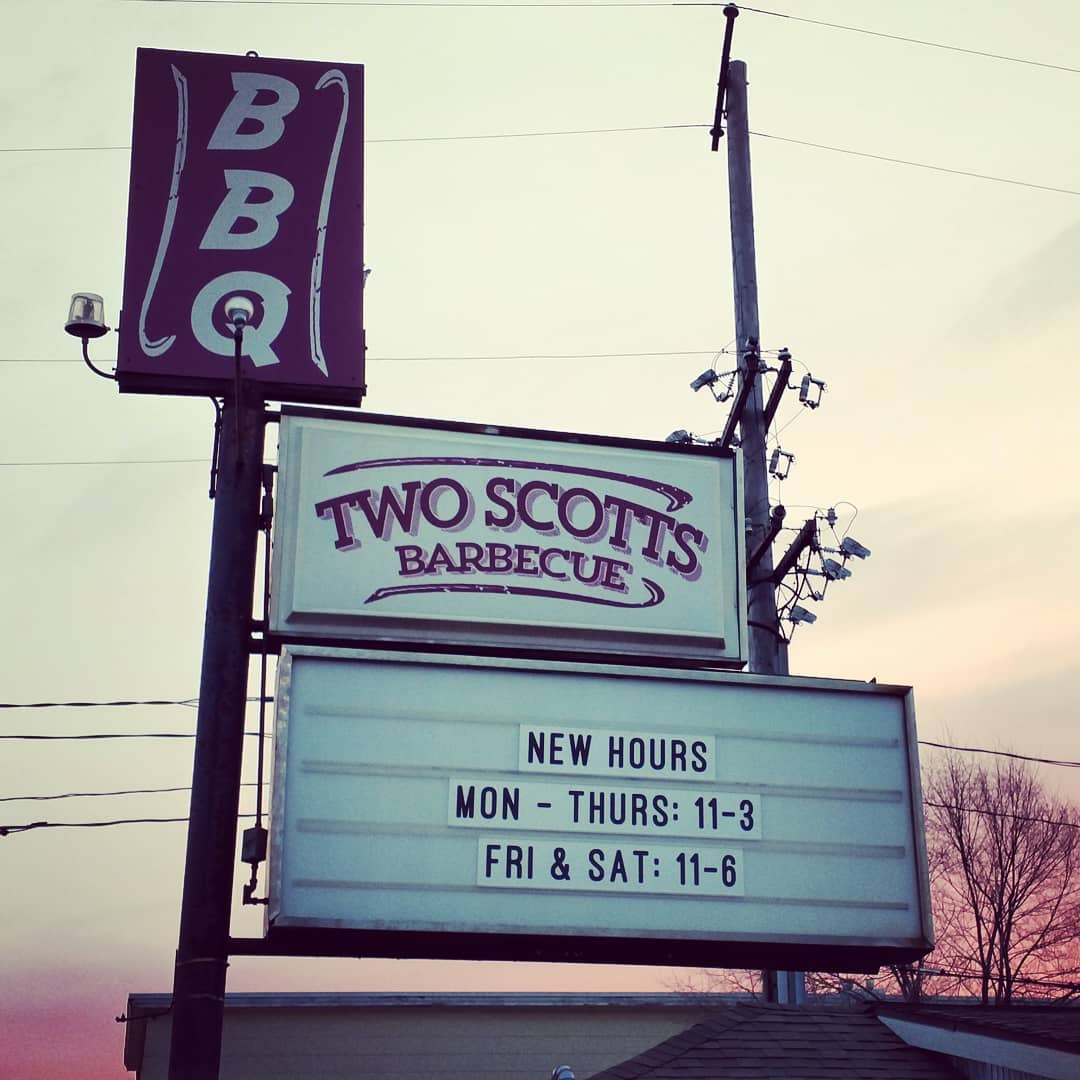 B
B
Q
TWO SCOTTS
BARBECUE
NEW HOURS
MON - THURS: 11-3
FRI & SAT: 11-6